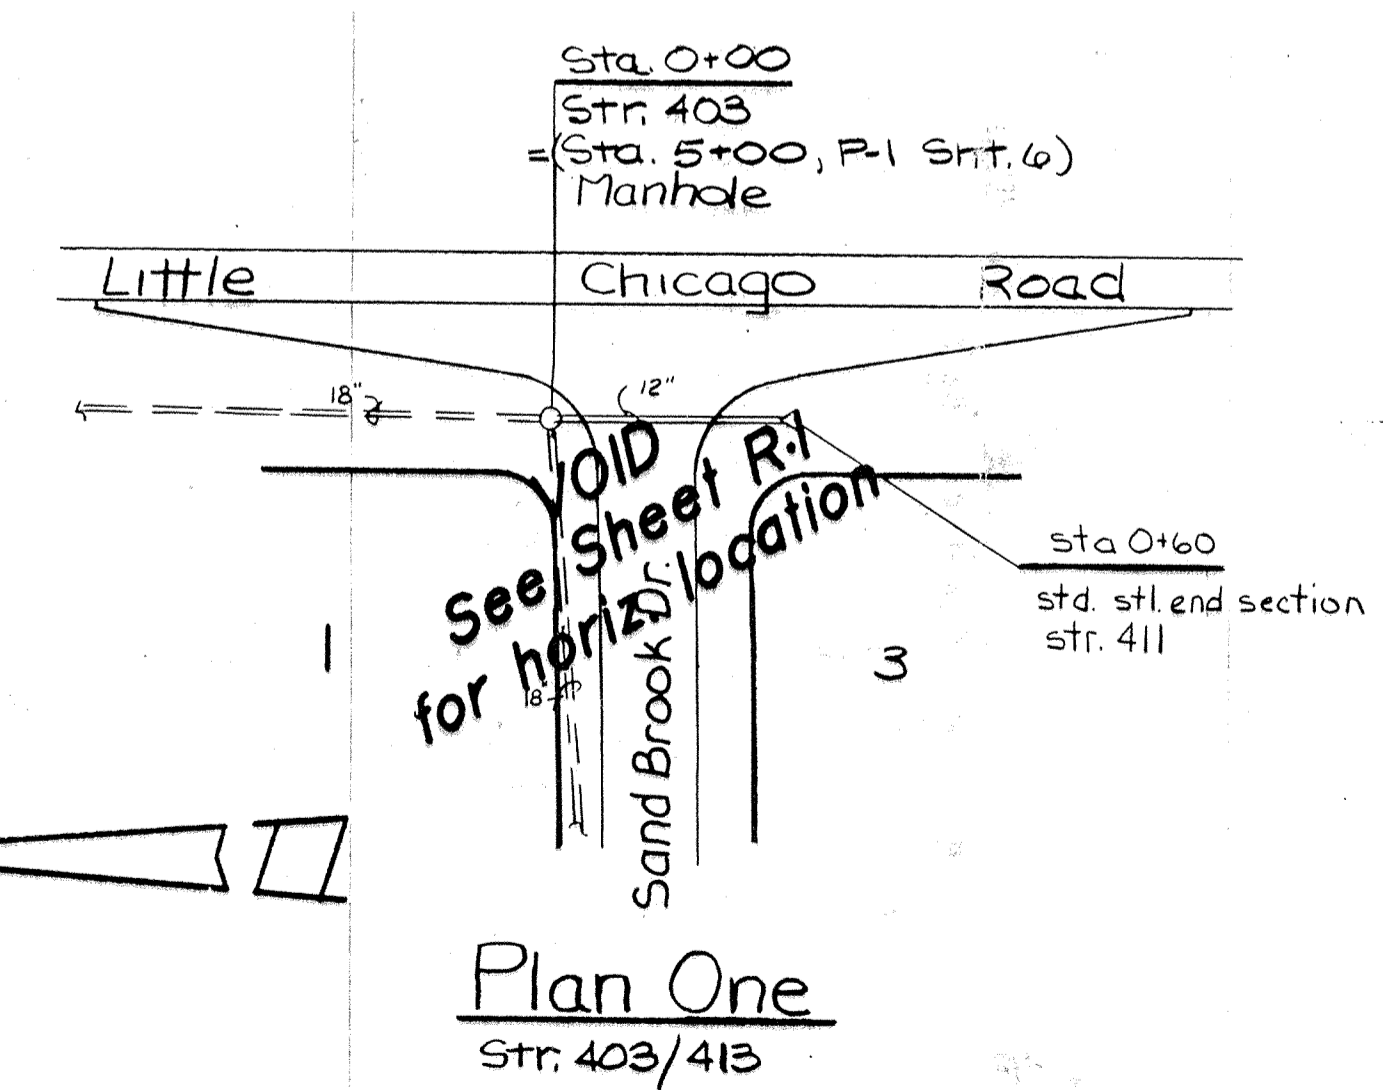 Sta. 0+00
Str. 403
=(Sta. 5+00, P-1 Sht. 6)
Manhole
Little Chicago Road
18"
12"
VOID
See Sheet R-1
for horiz. location
sta 0+60
std. stl. end section
str. 411
1
3
18"
Sand Brook Dr.
Plan One
Str. 403/413